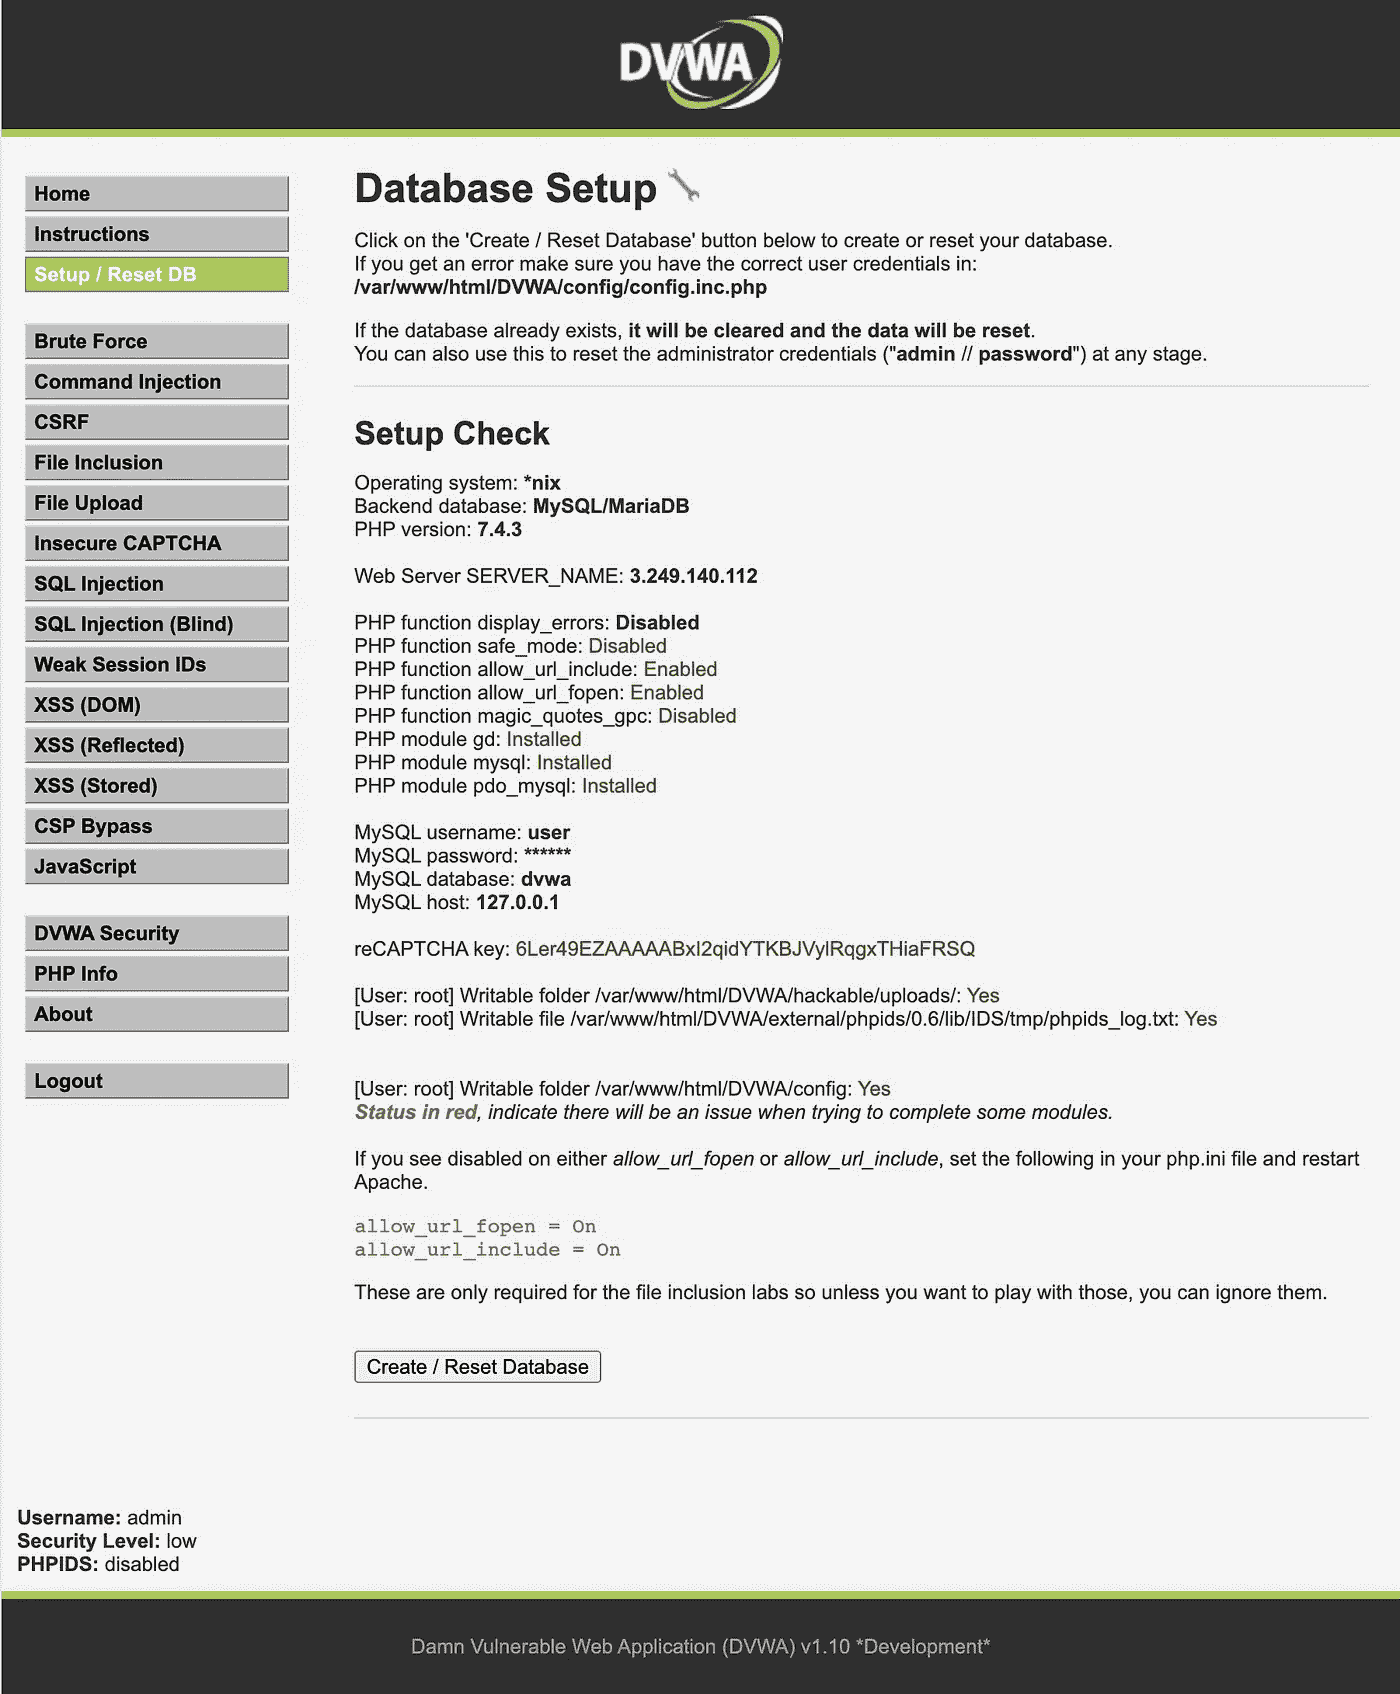 DVWA
Home
Instructions
Setup / Reset DB
Brute Force
Command Injection
CSRF
File Inclusion
File Upload
Insecure CAPTCHA
SQL Injection
SQL Injection (Blind)
Weak Session IDs
XSS (DOM)
XSS (Reflected)
XSS (Stored)
CSP Bypass
JavaScript
DVWA Security
PHP Info
About
Logout
Database Setup
Click on the 'Create / Reset Database' button below to create or reset your database.
If you get an error make sure you have the correct user credentials in:
/var/www/html/DVWA/config/config.inc.php
If the database already exists, it will be cleared and the data will be reset.
You can also use this to reset the administrator credentials ("admin // password") at any stage.
Setup Check
Operating system: *nix
Backend database: MySQL/MariaDB
PHP version: 7.4.3
Web Server SERVER_NAME: 3.249.140.112
PHP function display_errors: Disabled
PHP function safe_mode: Disabled
PHP function allow_url_include: Enabled
PHP function allow_url_fopen: Enabled
PHP function magic_quotes_gpc: Disabled
PHP module gd: Installed
PHP module mysql: Installed
PHP module pdo_mysql: Installed
MySQL username: user
MySQL password: ******
MySQL database: dvwa
MySQL host: 127.0.0.1
reCAPTCHA key: 6Ler49EZAAAAABxI2qidYTKBJVylRqgxTHiaFRSQ
[User: root] Writable folder /var/www/html/DVWA/hackable/uploads/: Yes
[User: root] Writable file /var/www/html/DVWA/external/phpids/0.6/lib/IDS/tmp/phpids_log.txt: Yes
[User: root] Writable folder /var/www/html/DVWA/config: Yes
Status in red, indicate there will be an issue when trying to complete some modules.
If you see disabled on either allow_url_fopen or allow_url_include, set the following in your php.ini file and restart
Apache.
allow_url_fopen = On
allow_url_include = On
These are only required for the file inclusion labs so unless you want to play with those, you can ignore them.
Create / Reset Database
Username: admin
Security Level: low
PHPIDS: disabled
Damn Vulnerable Web Application (DVWA) v1.10 *Development*